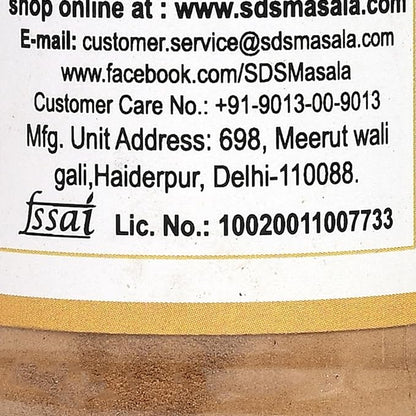 shop online at : www.sdsmasala.com
E-mail: customer.service@sdsmasala.com
www.facebook.com/SDSMasala
Customer Care No.: +91-9013-00-9013
Mfg. Unit Address: 698, Meerut wali
gali,Haiderpur, Delhi-110088.
fssai Lic. No.: 10020011007733